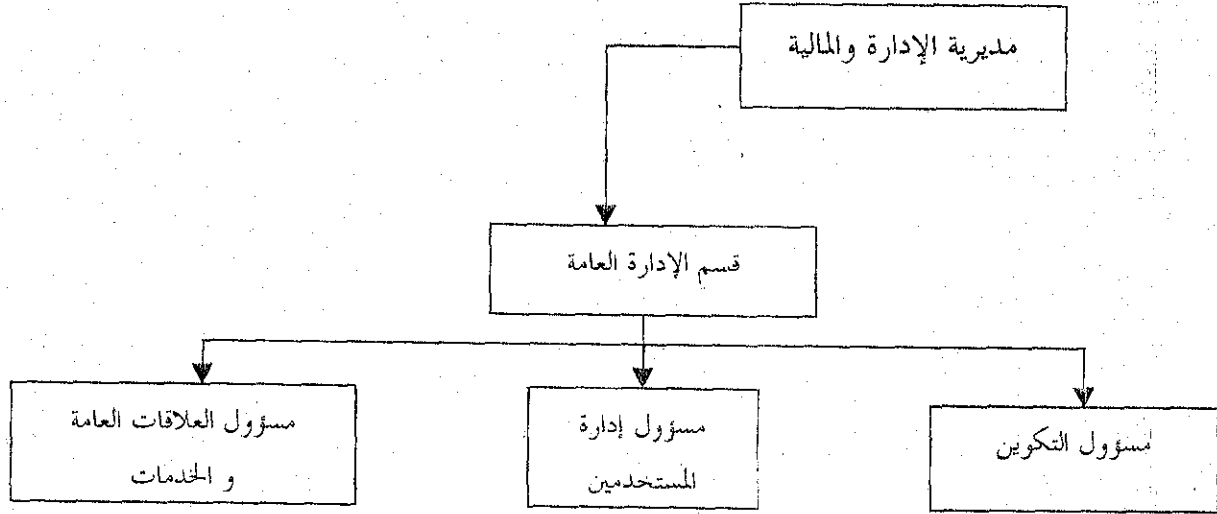 مديرية الإدارة والمالية
قسم الإدارة العامة
مسؤول التكوين
مسؤول إدارة
المستخدمين
مسؤول العلاقات العامة
و الخدمات